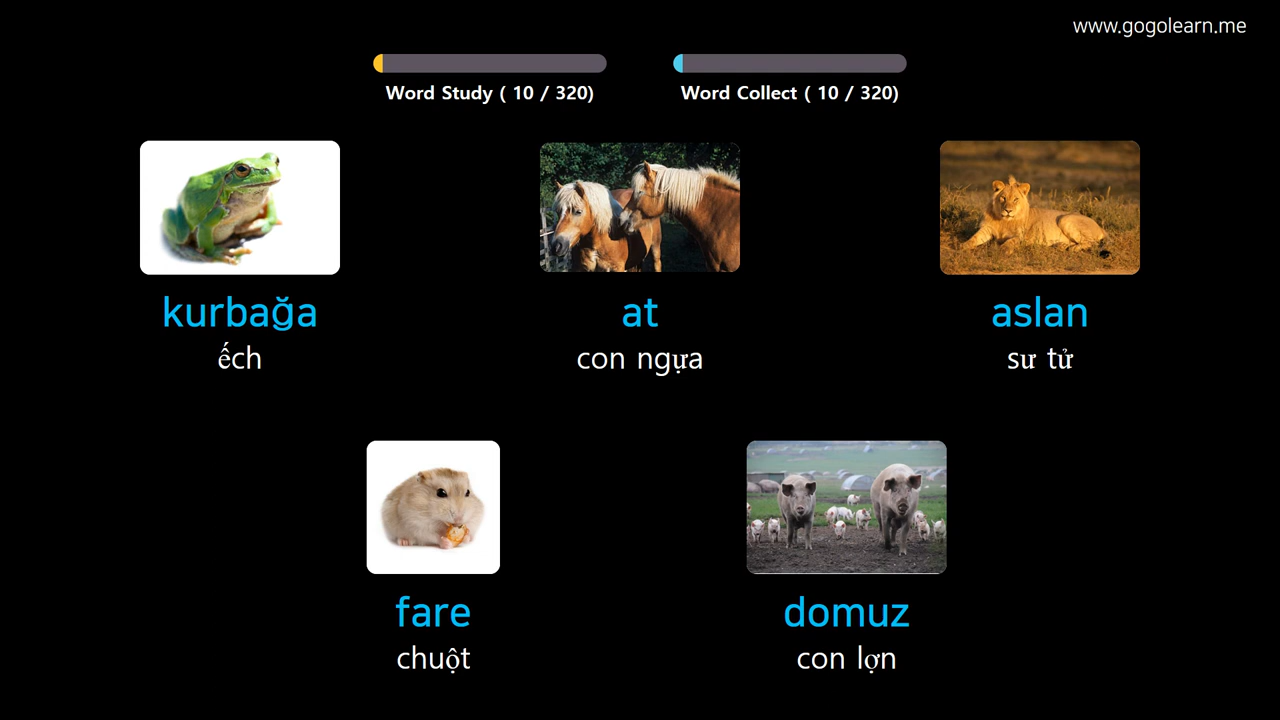 www.gogolearn.me
Word Study ( 10 / 320)
Word Collect ( 10 / 320)
kurbağa
ếch
at
con ngựa
aslan
sư tử
fare
chuột
domuz
con lợn